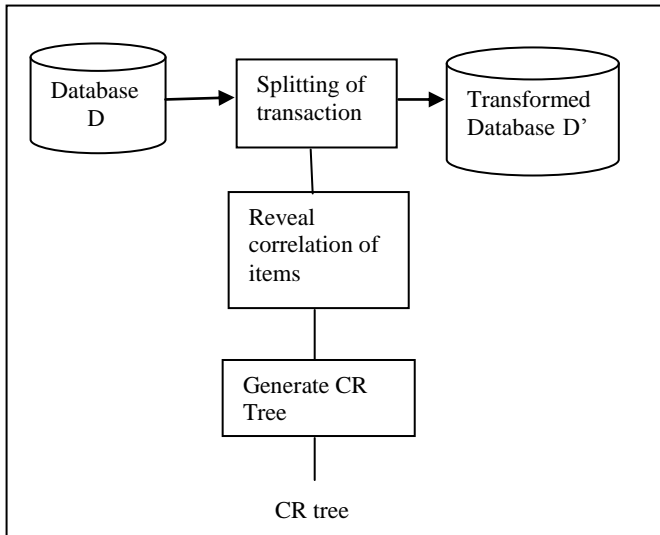 Database
D
Splitting of
transaction
Transformed
Database D’
Reveal
correlation of
items
Generate CR
Tree
CR tree